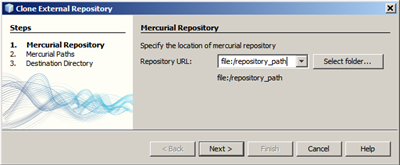 Clone External Repository
Steps
1. Mercurial Repository
2. Mercurial Paths
3. Destination Directory
Mercurial Repository
Specify the location of mercurial repository
Repository URL: file:/repository_path Select folder...
file:/repository_path
< Back Next > Finish Cancel Help